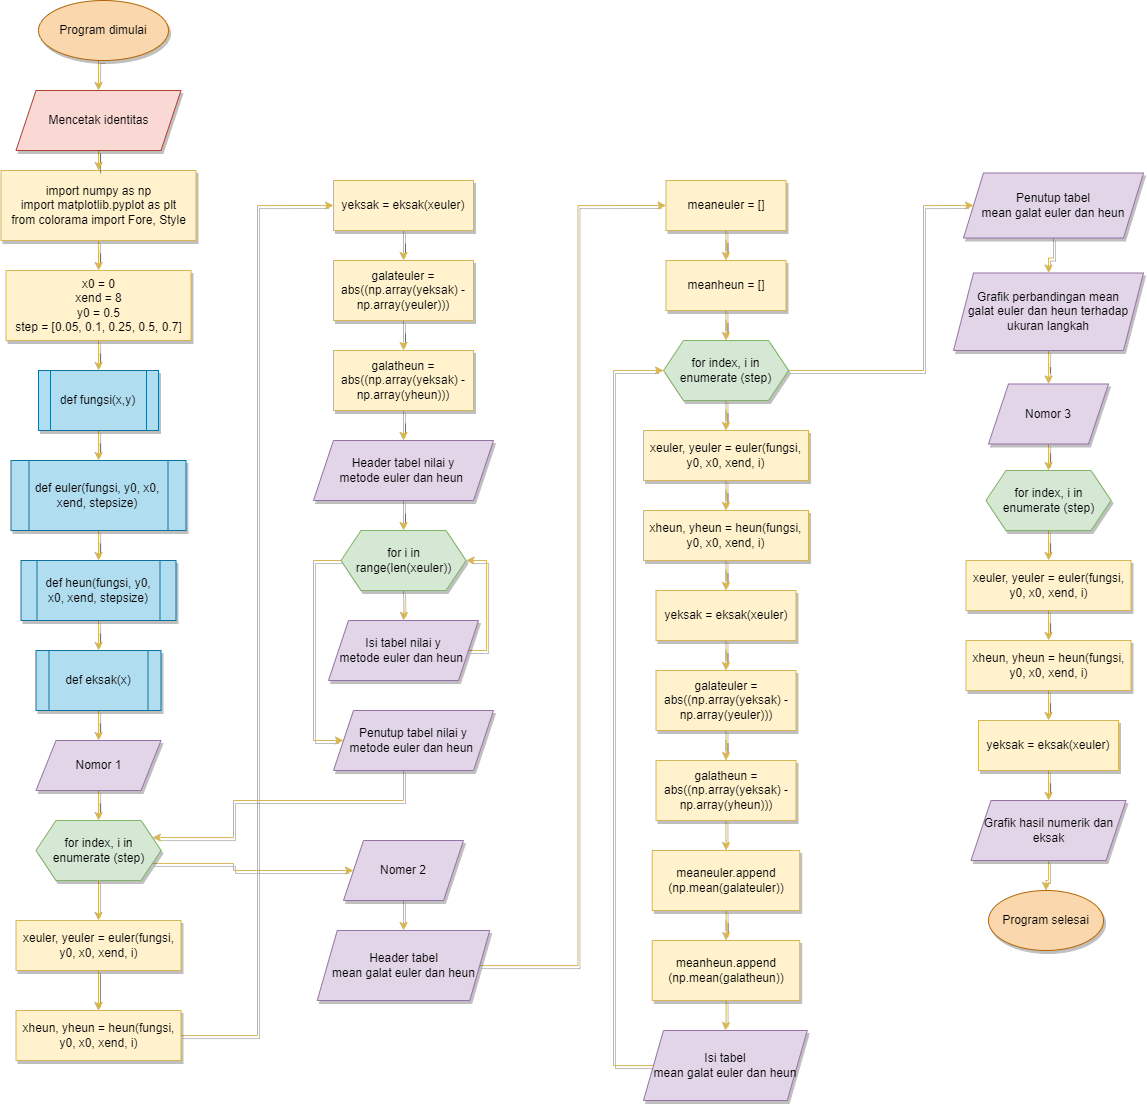 Program dimulai
Mencetak identitas
import numpy as np
import matplotlib.pyplot as plt
from colorama import Fore, Style
x0 = 0
xend = 8
y0 = 0.5
step = [0.05, 0.1, 0.25, 0.5, 0.7]
def fungsi(x,y)
def euler(fungsi, y0, x0,
xend, stepsize)
def heun(fungsi, y0,
x0, xend, stepsize)
def eksak(x)
Nomor 1
for index, i in
enumerate (step)
xeuler, yeuler = euler(fungsi,
y0, x0, xend, i)
xheun, yheun = heun(fungsi,
y0, x0, xend, i)
yeksak = eksak(xeuler)
galateuler =
abs((np.array(yeksak) -
np.array(yeuler)))
galatheun =
abs((np.array(yeksak) -
np.array(yheun)))
Header tabel nilai y
metode euler dan heun
for i in
range(len(xeuler))
Isi tabel nilai y
metode euler dan heun
Penutup tabel nilai y
metode euler dan heun
Nomer 2
Header tabel
mean galat euler dan heun
meaneuler = []
meanheun = []
for index, i in
enumerate (step)
xeuler, yeuler = euler(fungsi,
y0, x0, xend, i)
xheun, yheun = heun(fungsi,
y0, x0, xend, i)
yeksak = eksak(xeuler)
galateuler =
abs((np.array(yeksak) -
np.array(yeuler)))
galatheun =
abs((np.array(yeksak) -
np.array(yheun)))
meaneuler.append
(np.mean(galateuler))
meanheun.append
(np.mean(galatheun))
Isi tabel
mean galat euler dan heun
Penutup tabel
mean galat euler dan heun
Grafik perbandingan mean
galat euler dan heun terhadap
ukuran langkah
Nomor 3
for index, i in
enumerate (step)
xeuler, yeuler = euler(fungsi,
y0, x0, xend, i)
xheun, yheun = heun(fungsi,
y0, x0, xend, i)
yeksak = eksak(xeuler)
Grafik hasil numerik dan
eksak
Program selesai